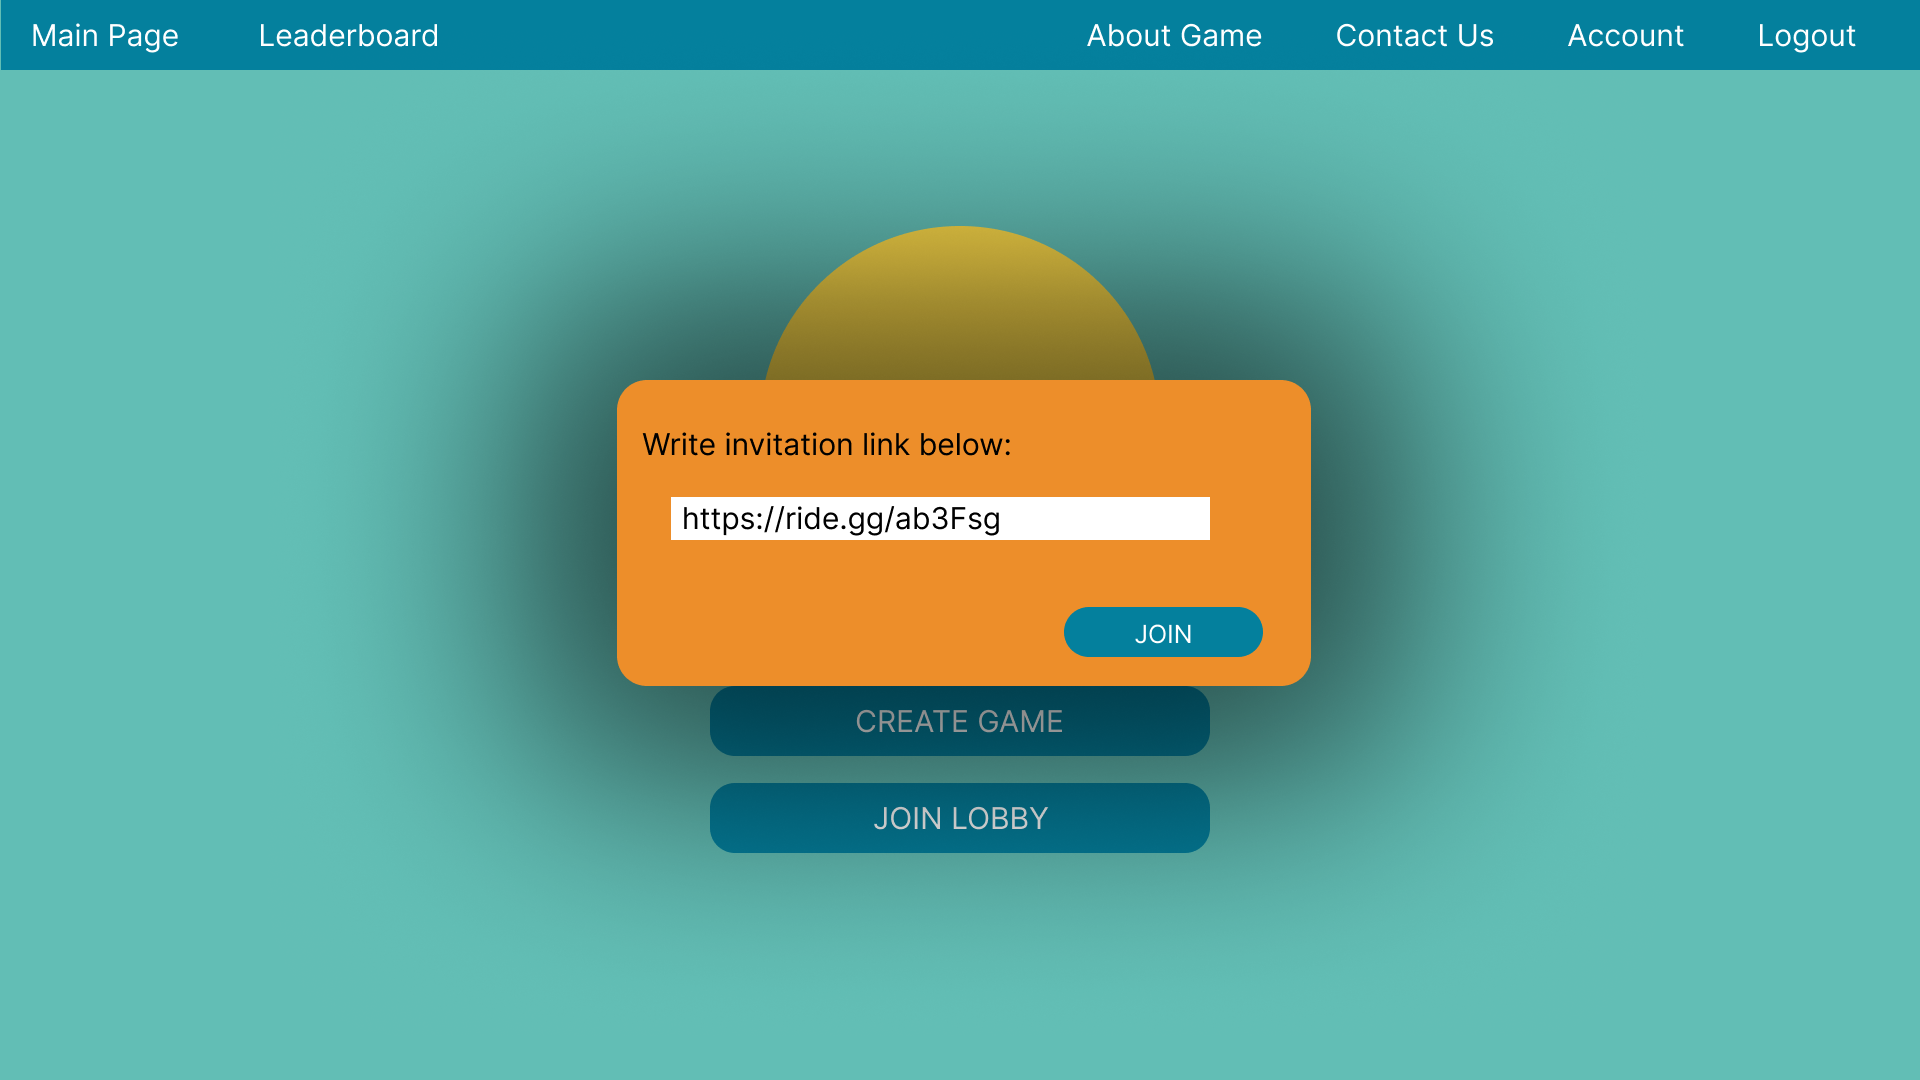 Main Page Leaderboard About Game Contact Us Account Logout
Write invitation link below:
https://ride.gg/ab3Fsg
JOIN
CREATE GAME
JOIN LOBBY